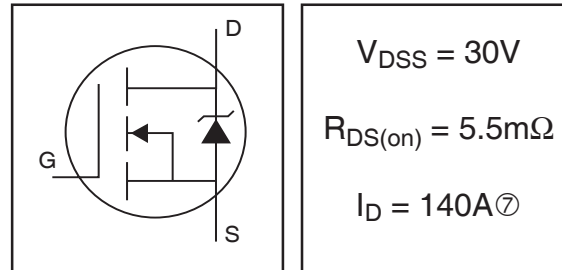 D
G
S
V_DSS = 30V
R_DS(on) = 5.5mΩ
I_D = 140A⑦